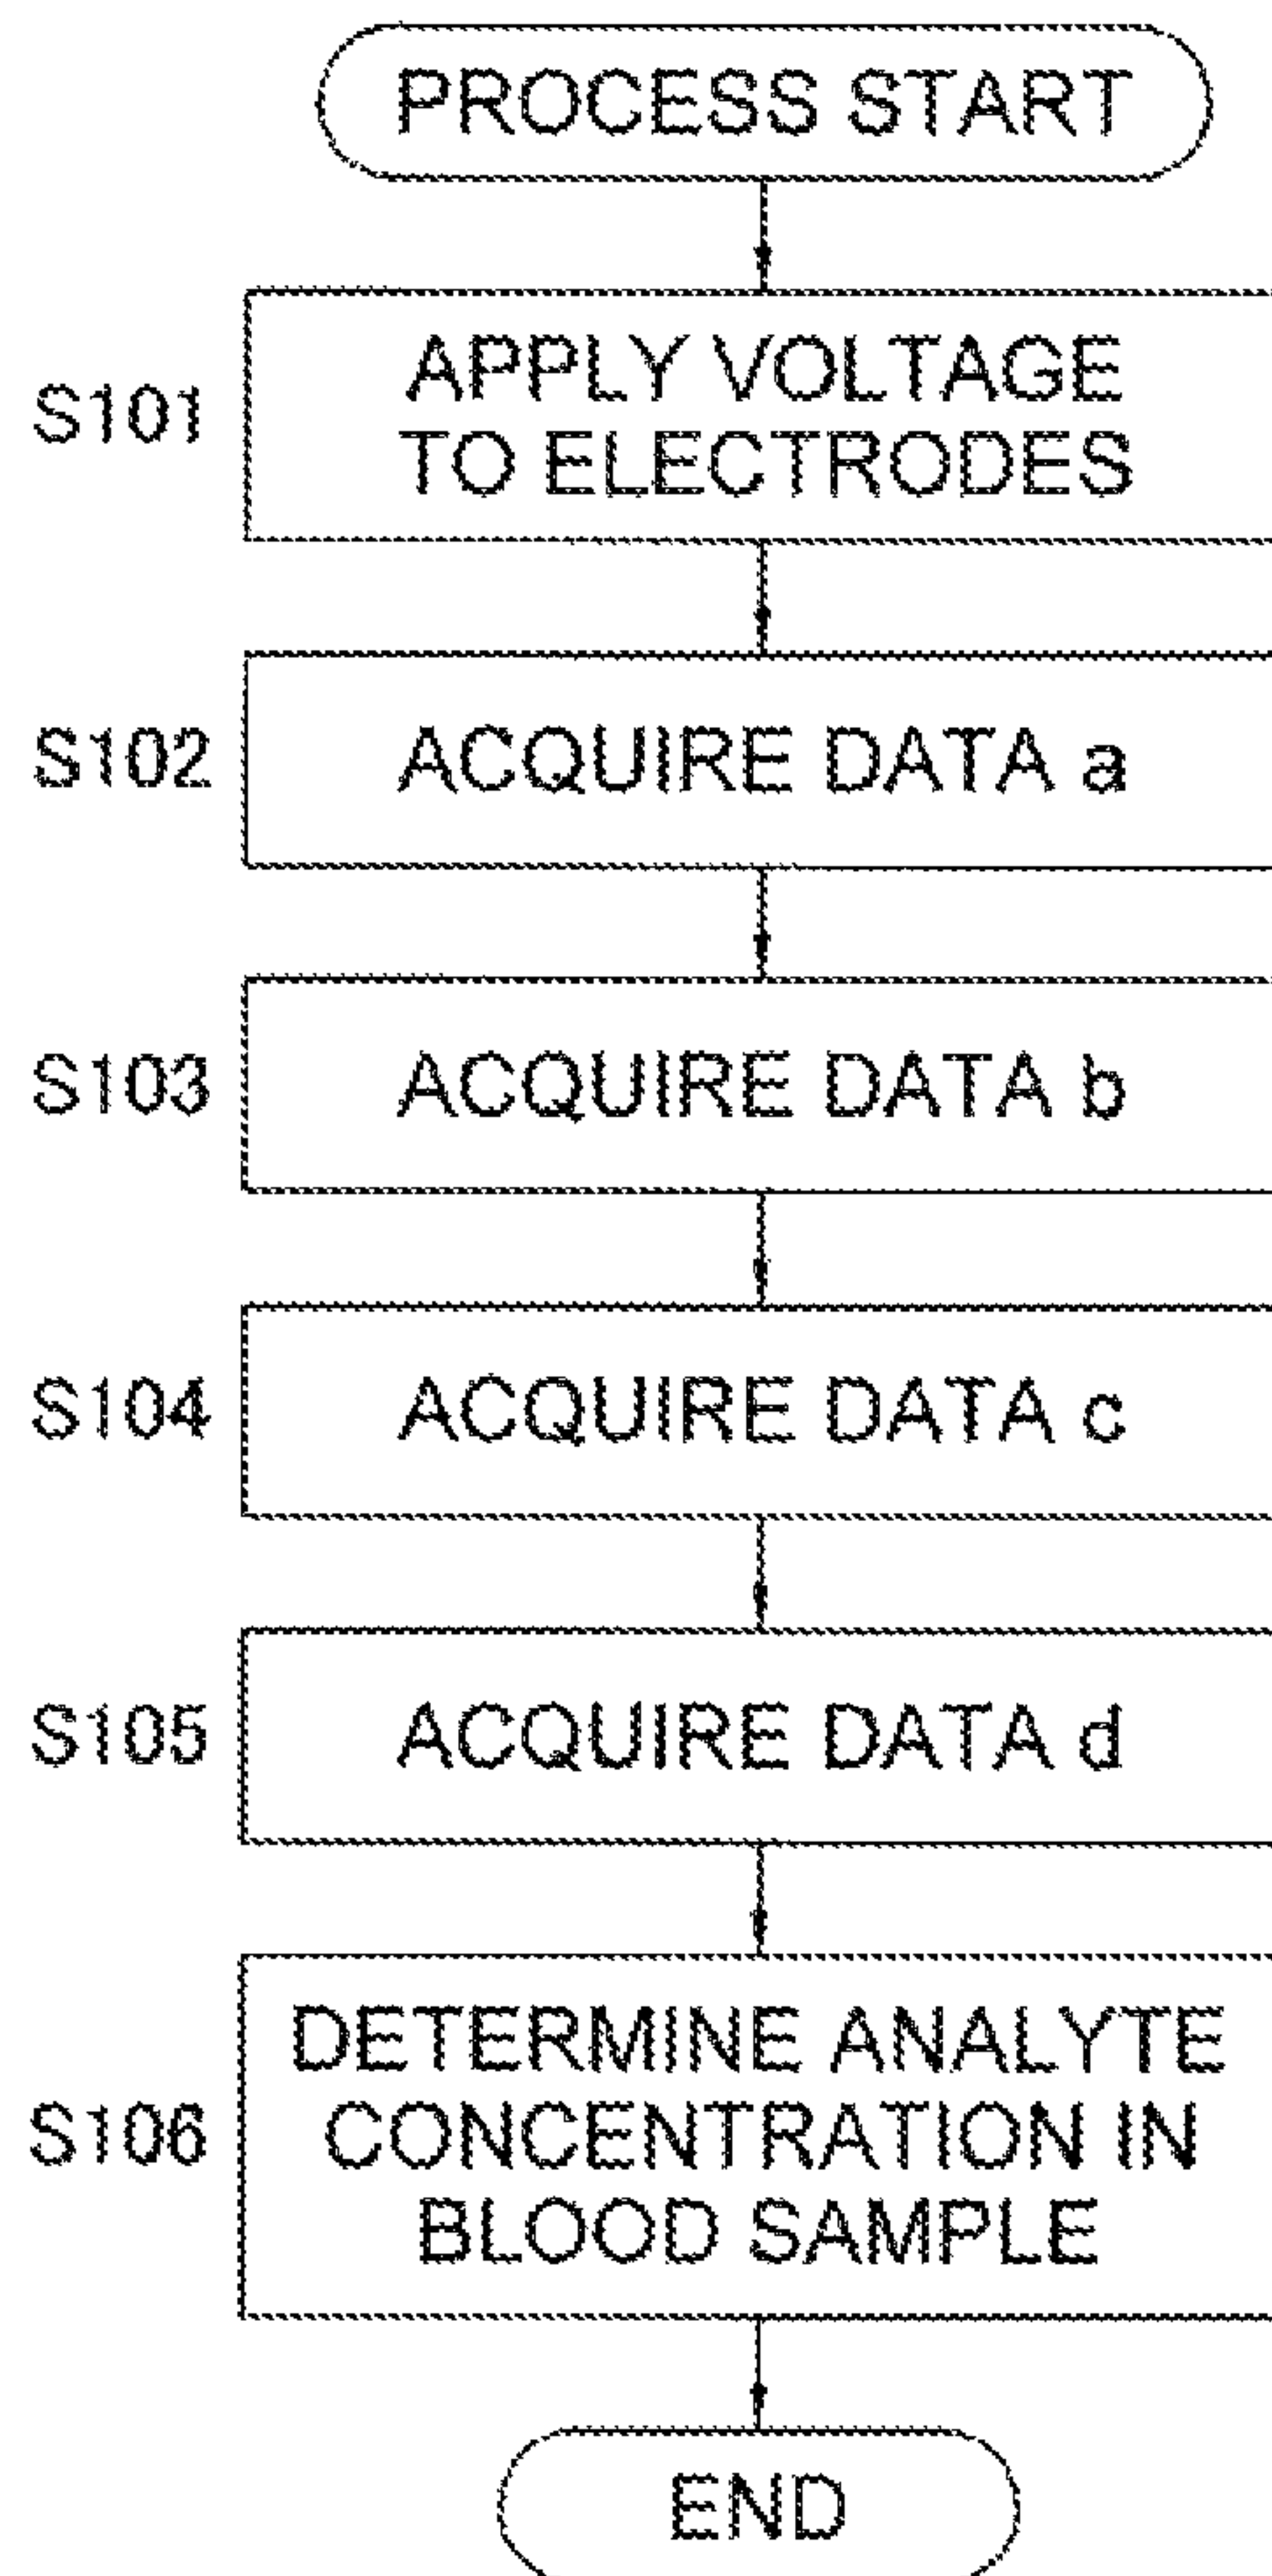 PROCESS START
S101
APPLY VOLTAGE
TO ELECTRODES
S102
ACQUIRE DATA a
S103
ACQUIRE DATA b
S104
ACQUIRE DATA c
S105
ACQUIRE DATA d
S106
DETERMINE ANALYTE
CONCENTRATION IN
BLOOD SAMPLE
END